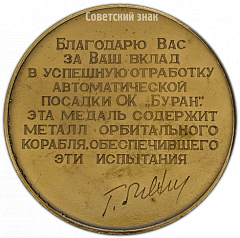 Советский знак
БЛАГОДАРЮ ВАС
ЗА ВАШ ВКЛАД
В УСПЕШНУЮ ОТРАБОТКУ
АВТОМАТИЧЕСКОЙ
ПОСАДКИ ОК „БУРАН".
ЭТА МЕДАЛЬ СОДЕРЖИТ
МЕТАЛЛ ОРБИТАЛЬНОГО
КОРАБЛЯ, ОБЕСПЕЧИВШЕГО
ЭТИ ИСПЫТАНИЯ